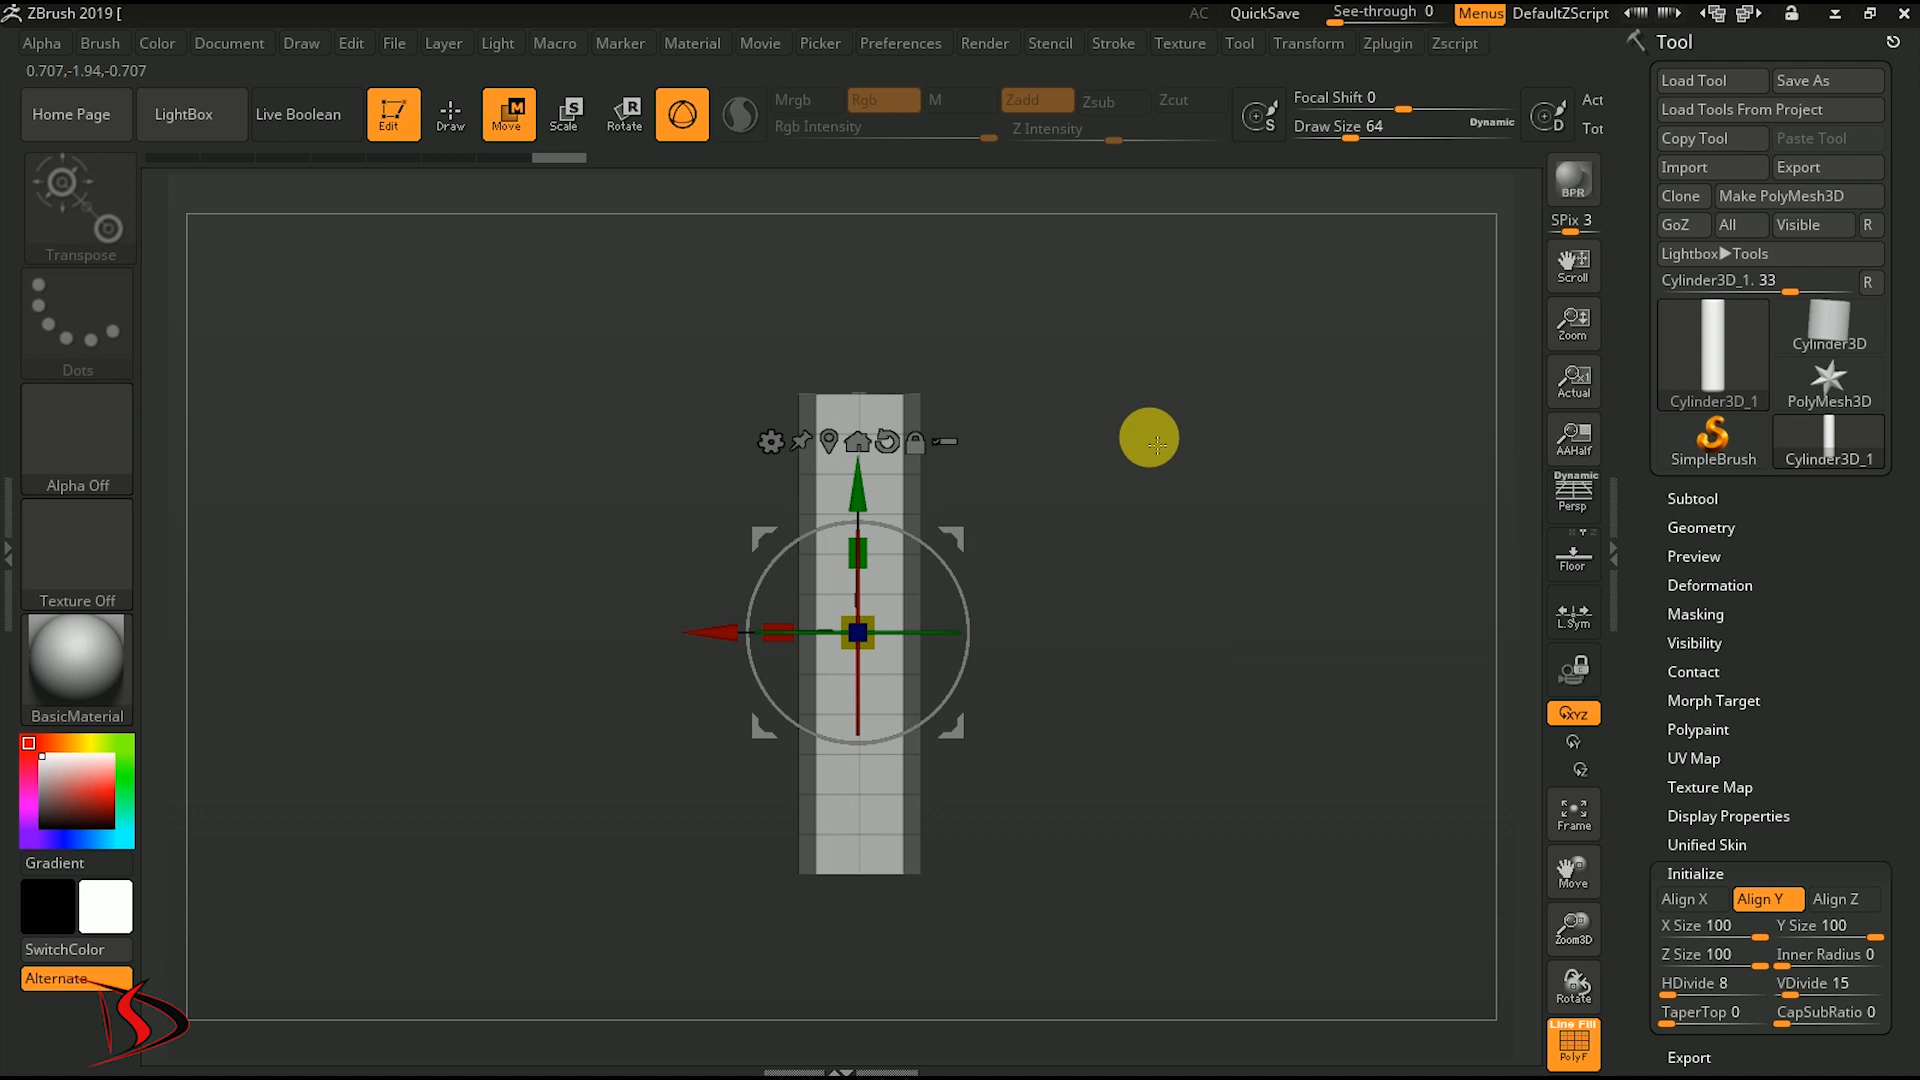 ZBrush 2019 [
AC QuickSave See-through 0 Menus DefaultZScript
Alpha Brush Color Document Draw Edit File Layer Light Macro Marker Material Movie Picker Preferences Render Stencil Stroke Texture Tool Transform Zplugin Zscript
0.707,-1.94,-0.707
Home Page LightBox Live Boolean Edit Draw Move Scale Rotate
Mrgb Rgb M Zadd Zsub Zcut
Rgb Intensity Z Intensity
Focal Shift 0
Draw Size 64 Dynamic
Act
Tot
Transpose
Dots
Alpha Off
Texture Off
BasicMaterial
Gradient
SwitchColor
Alternate
BPR
SPix 3
Scroll
Zoom
Actual
AAHalf
Dynamic
Persp
Floor
L.Sym
XYZ
Y
Z
Frame
Move
Zoom3D
Rotate
Line Fill
PolyF
Tool
Load Tool Save As
Load Tools From Project
Copy Tool Paste Tool
Import Export
Clone Make PolyMesh3D
GoZ All Visible R
Lightbox▶Tools
Cylinder3D_1. 33 R
Cylinder3D
Cylinder3D_1 PolyMesh3D
SimpleBrush Cylinder3D_1
Subtool
Geometry
Preview
Deformation
Masking
Visibility
Contact
Morph Target
Polypaint
UV Map
Texture Map
Display Properties
Unified Skin
Initialize
Align X Align Y Align Z
X Size 100 Y Size 100
Z Size 100 Inner Radius 0
HDivide 8 VDivide 15
TaperTop 0 CapSubRatio 0
Export